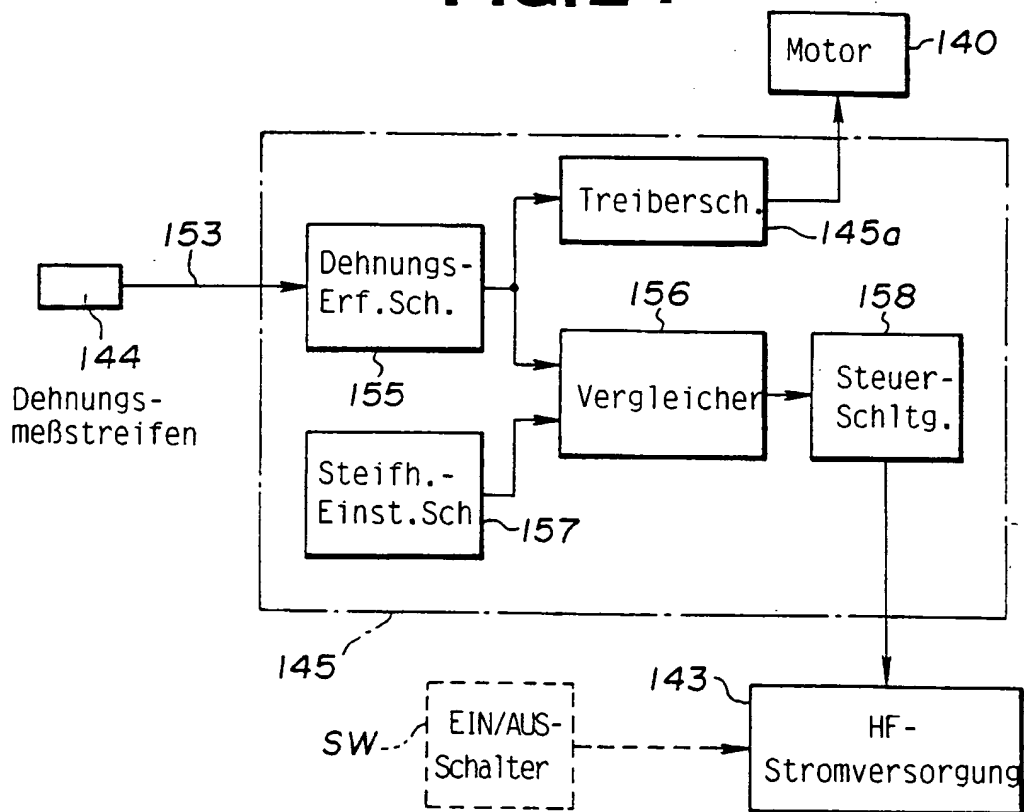 Motor
140
Treibersch.
145a
153
Dehnungs-
Erf.Sch.
155
144
Dehnungs-
meßstreifen
156
Vergleicher
158
Steuer-
Schltg.
Steifh.-
Einst.Sch
157
145
SW
EIN/AUS-
Schalter
143
HF-
Stromversorgung